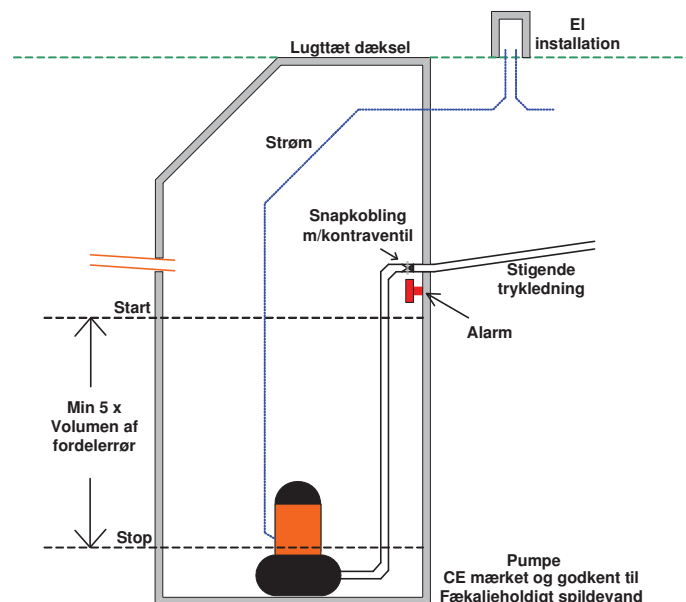 El
installation
Lugttæt dæksel
Strøm
Snapkobling
m/kontraventil
Stigende
trykledning
Start
Alarm
Min 5 x
Volumen af
fordelerrør
Stop
Pumpe
CE mærket og godkent til
Fækalieholdigt spildevand